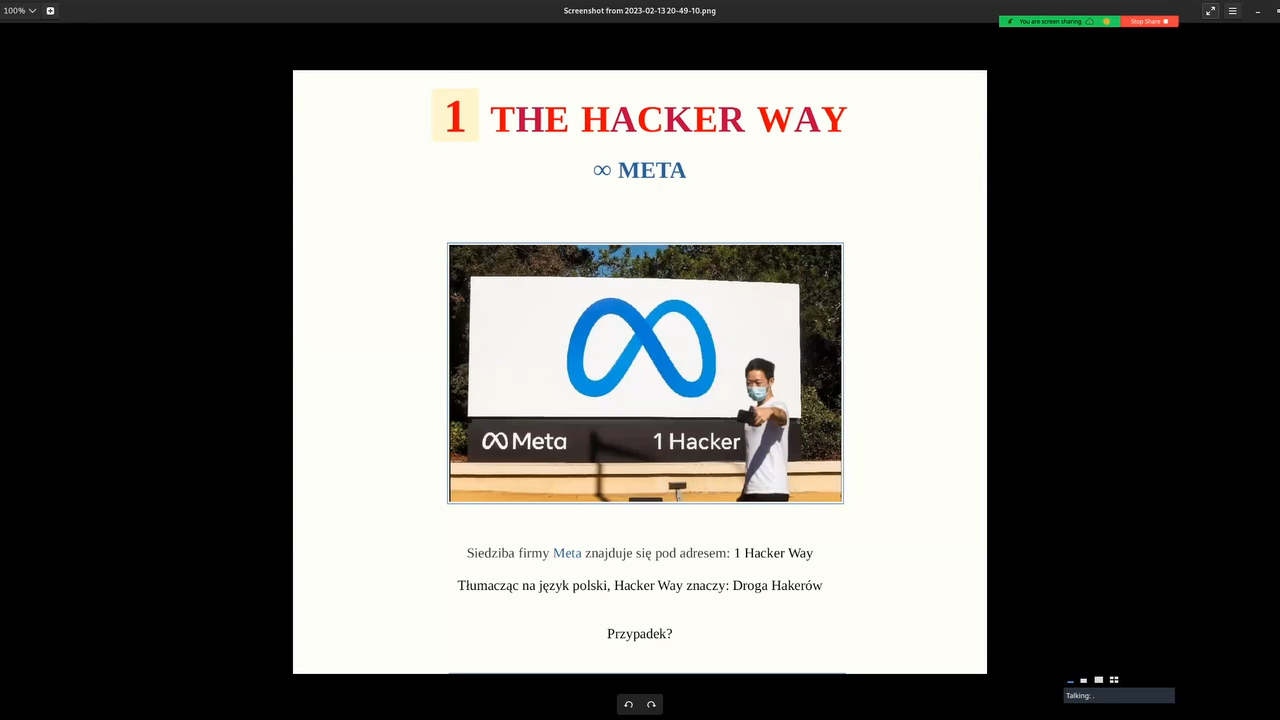 100%
Screenshot from 2023-02-13 20-49-10.png
You are screen sharing
Stop Share
1 THE HACKER WAY
∞ META
Meta 1 Hacker
Siedziba firmy Meta znajduje się pod adresem: 1 Hacker Way
Tłumacząc na język polski, Hacker Way znaczy: Droga Hakerów
Przypadek?
Talking: .